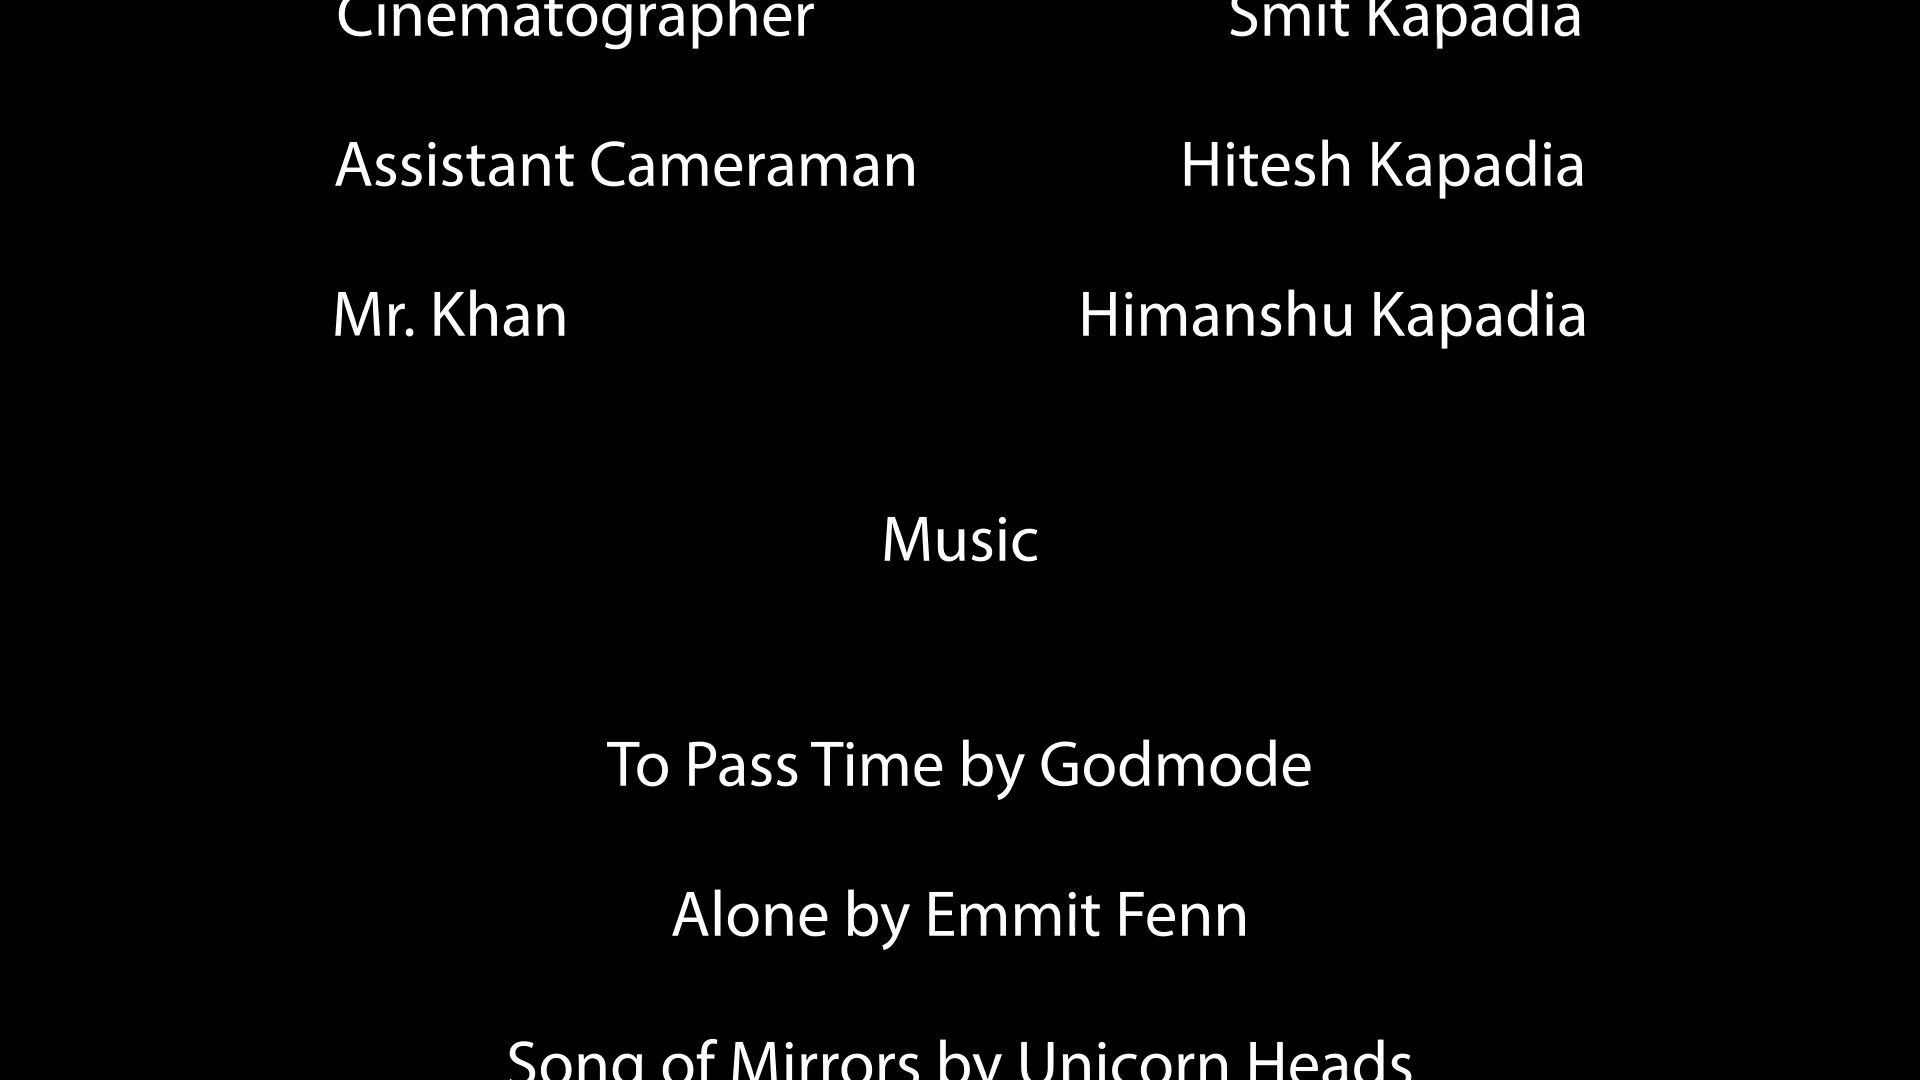 Cinematographer Smit Kapadia
Assistant Cameraman Hitesh Kapadia
Mr. Khan Himanshu Kapadia
Music
To Pass Time by Godmode
Alone by Emmit Fenn
Song of Mirrors by Unicorn Heads